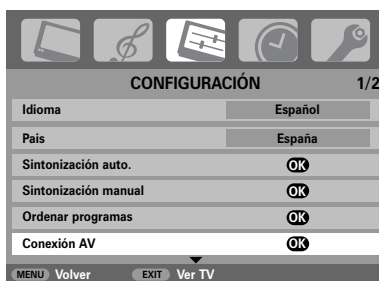 CONFIGURACIÓN 1/2
Idioma Español
Pais España
Sintonización auto. OK
Sintonización manual OK
Ordenar programas OK
Conexión AV OK
MENU Volver EXIT Ver TV